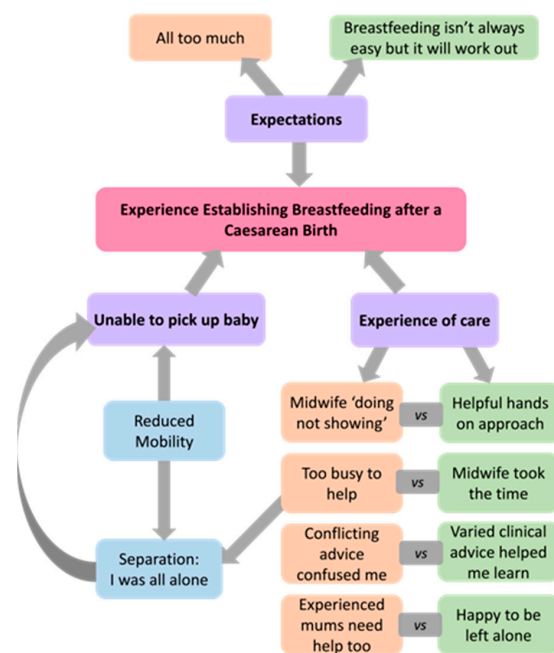 All too much
Breastfeeding isn't always
easy but it will work out
Expectations
Experience Establishing Breastfeeding after a
Caesarean Birth
Unable to pick up baby
Experience of care
Reduced
Mobility
Midwife ‘doing
not showing’
vs
Helpful hands
on approach
Too busy to
help
vs
Midwife took
the time
Separation:
I was all alone
Conflicting
advice
confused me
vs
Varied clinical
advice helped
me learn
Experienced
mums need
help too
vs
Happy to be
left alone